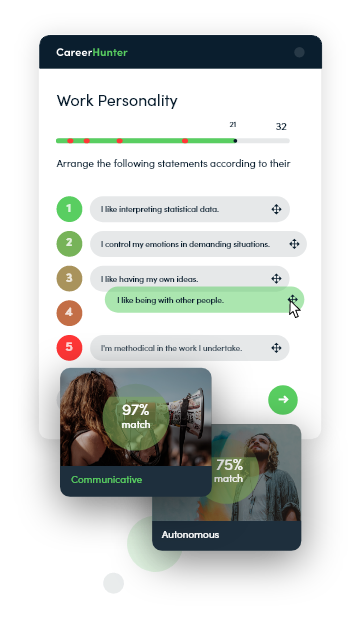 CareerHunter
Work Personality
21
32
Arrange the following statements according to their
1
I like interpreting statistical data.
2
I control my emotions in demanding situations.
3
I like having my own ideas.
I like being with other people.
4
5
I'm methodical in the work I undertake.
97%
match
Communicative
75%
match
Autonomous